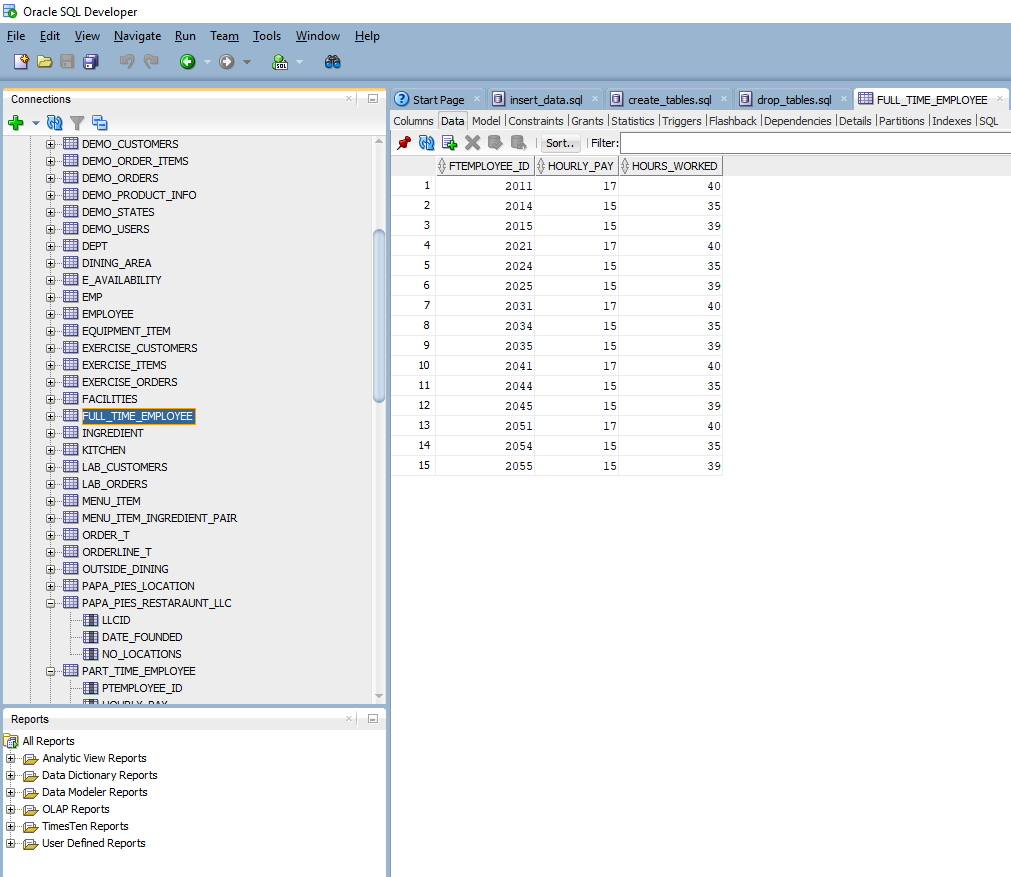 Oracle SQL Developer
File Edit View Navigate Run Team Tools Window Help
Connections
DEMO_CUSTOMERS
DEMO_ORDER_ITEMS
DEMO_ORDERS
DEMO_PRODUCT_INFO
DEMO_STATES
DEMO_USERS
DEPT
DINING_AREA
E_AVAILABILITY
EMP
EMPLOYEE
EQUIPMENT_ITEM
EXERCISE_CUSTOMERS
EXERCISE_ITEMS
EXERCISE_ORDERS
FACILITIES
FULL_TIME_EMPLOYEE
INGREDIENT
KITCHEN
LAB_CUSTOMERS
LAB_ORDERS
MENU_ITEM
MENU_ITEM_INGREDIENT_PAIR
ORDER_T
ORDERLINE_T
OUTSIDE_DINING
PAPA_PIES_LOCATION
PAPA_PIES_RESTARAUNT_LLC
LLCID
DATE_FOUNDED
NO_LOCATIONS
PART_TIME_EMPLOYEE
PTEMPLOYEE_ID
HOURLY_PAY
Reports
All Reports
Analytic View Reports
Data Dictionary Reports
Data Modeler Reports
OLAP Reports
TimesTen Reports
User Defined Reports
Start Page insert_data.sql create_tables.sql drop_tables.sql FULL_TIME_EMPLOYEE
Columns Data Model Constraints Grants Statistics Triggers Flashback Dependencies Details Partitions Indexes SQL
Sort.. Filter:
FTEMPLOYEE_ID HOURLY_PAY HOURS_WORKED
1 2011 17 40
2 2014 15 35
3 2015 15 39
4 2021 17 40
5 2024 15 35
6 2025 15 39
7 2031 17 40
8 2034 15 35
9 2035 15 39
10 2041 17 40
11 2044 15 35
12 2045 15 39
13 2051 17 40
14 2054 15 35
15 2055 15 39